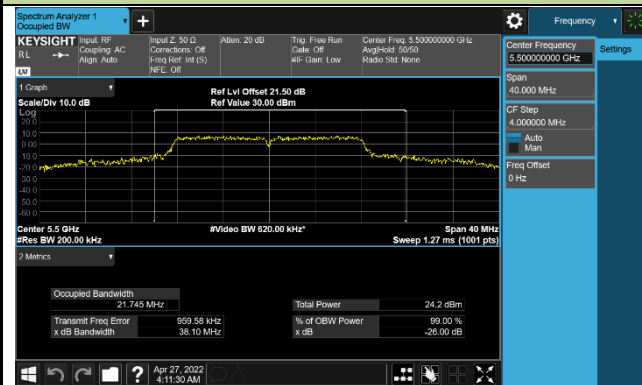 Spectrum Analyzer 1
Occupied BW
Frequency
KEYSIGHT
RL
LXI
Input: RF
Coupling: AC
Align: Auto
Input Z: 50 Ω
Corrections: Off
Freq Ref: Int (S)
NFE: Off
Atten: 20 dB
Trig: Free Run
Gate: Off
#IF Gain: Low
Center Freq: 5.500000000 GHz
Avg|Hold: 50/50
Radio Std: None
Center Frequency
5.500000000 GHz
Settings
Span
40.000 MHz
CF Step
4.000000 MHz
Auto
Man
Freq Offset
0 Hz
1 Graph
Scale/Div 10.0 dB
Ref Lvl Offset 21.50 dB
Ref Value 30.00 dBm
Log
20.0
10.0
0.00
-10.0
-20.0
-30.0
-40.0
-50.0
-60.0
Center 5.5 GHz
#Video BW 620.00 kHz*
Span 40 MHz
#Res BW 200.00 kHz
Sweep 1.27 ms (1001 pts)
2 Metrics
Occupied Bandwidth
21.745 MHz
Total Power 24.2 dBm
Transmit Freq Error 959.58 kHz
% of OBW Power 99.00 %
x dB Bandwidth 38.10 MHz
x dB -26.00 dB
?
Apr 27, 2022
4:11:30 AM